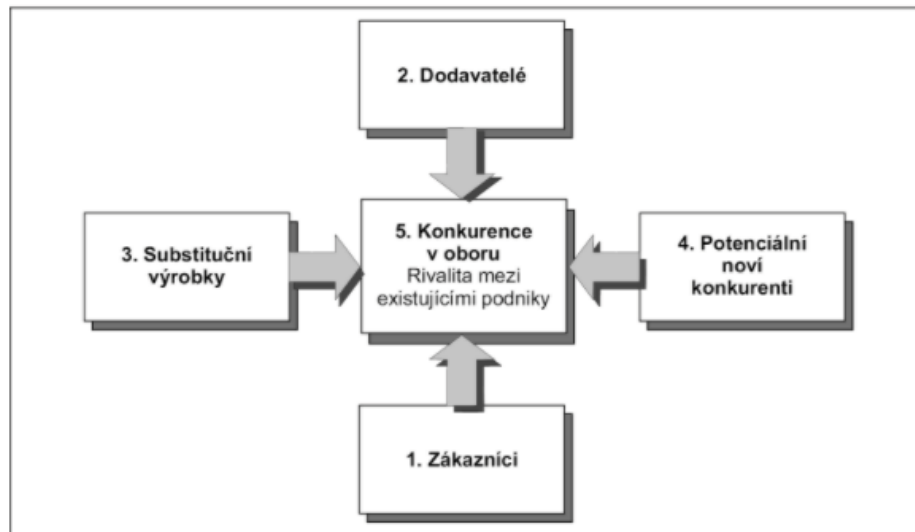 2. Dodavatelé
3. Substituční
výrobky
5. Konkurence
v oboru
Rivalita mezi
existujícími podniky
4. Potenciální
noví
konkurenti
1. Zákazníci